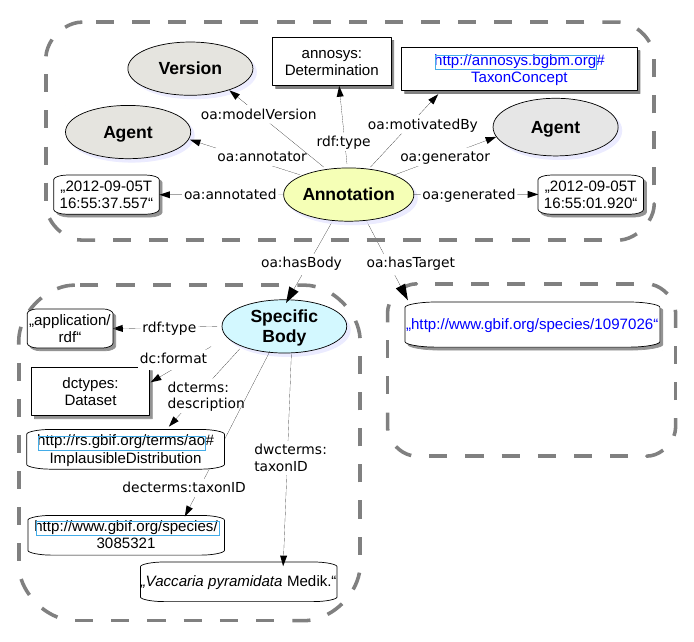 annosys:
Determination
http://annosys.bgbm.org#
TaxonConcept
Version
oa:modelVersion
rdf:type
oa:motivatedBy
Agent
Agent
oa:annotator
oa:generator
„2012-09-05T
16:55:37.557“
oa:annotated
Annotation
oa:generated
„2012-09-05T
16:55:01.920“
oa:hasBody
oa:hasTarget
„application/
rdf“
rdf:type
Specific
Body
„http://www.gbif.org/species/1097026“
dc:format
dctypes:
Dataset
dcterms:
description
http://rs.gbif.org/terms/ao#
ImplausibleDistribution
dwcterms:
taxonID
decterms:taxonID
http://www.gbif.org/species/
3085321
„Vaccaria pyramidata Medik.“